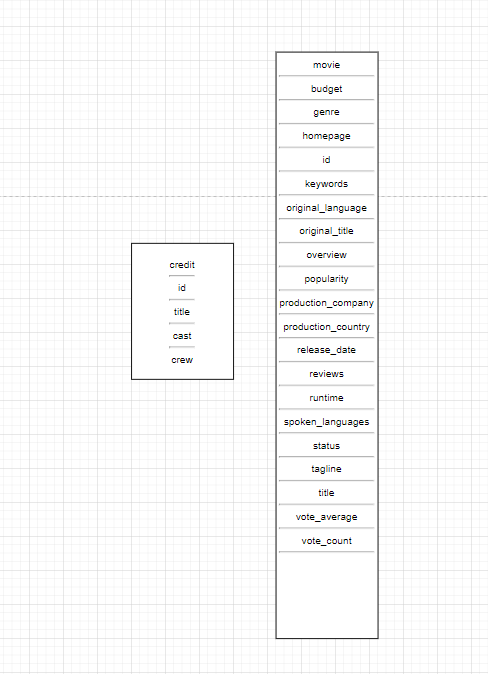 credit
id
title
cast
crew
movie
budget
genre
homepage
id
keywords
original_language
original_title
overview
popularity
production_company
production_country
release_date
reviews
runtime
spoken_languages
status
tagline
title
vote_average
vote_count